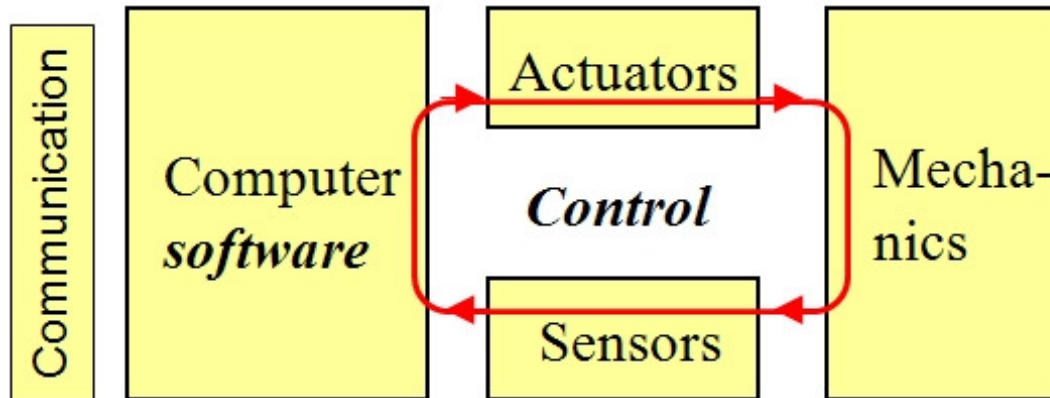 Communication
Computer
software
Actuators
Control
Sensors
Mecha-
nics